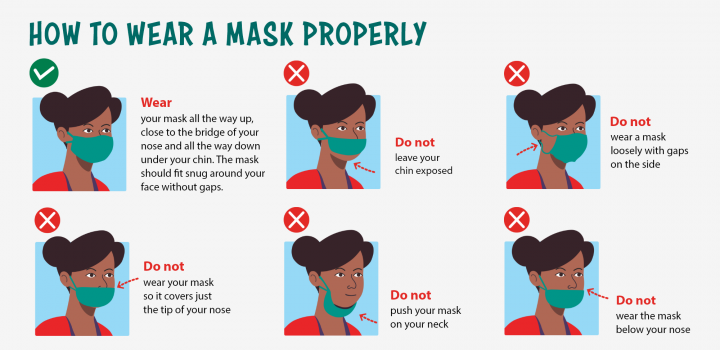 HOW TO WEAR A MASK PROPERLY
Wear
your mask all the way up,
close to the bridge of your
nose and all the way down
under your chin. The mask
should fit snug around your
face without gaps.
Do not
leave your
chin exposed
Do not
wear a mask
loosely with gaps
on the side
Do not
wear your mask
so it covers just
the tip of your nose
Do not
push your mask
on your neck
Do not
wear the mask
below your nose